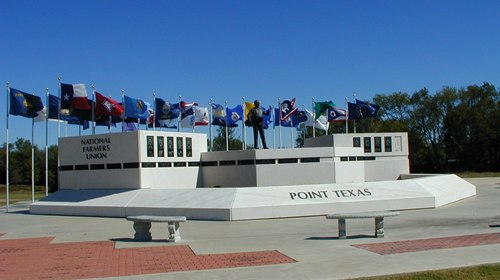 NATIONAL
FARMERS
UNION
POINT TEXAS